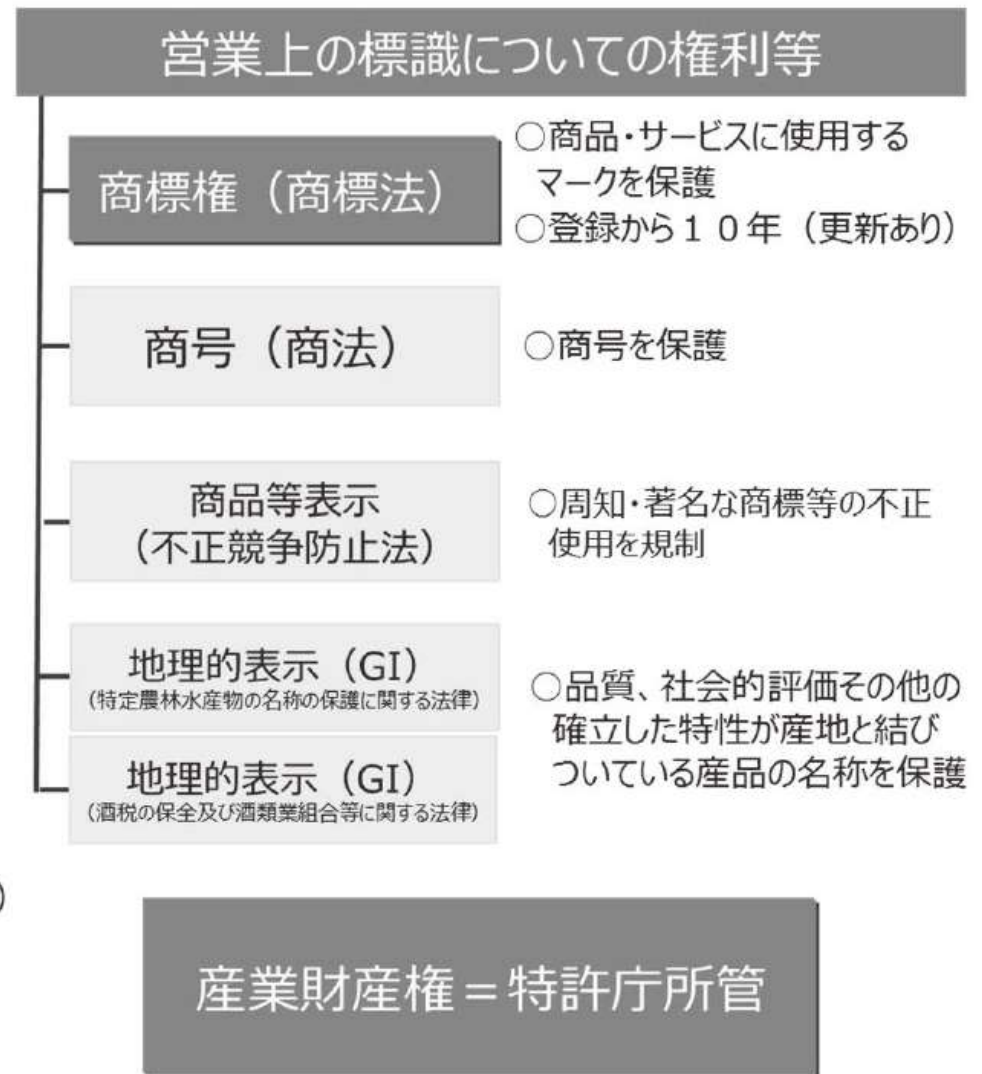 営業上の標識についての権利等
商標権（商標法）
○商品・サービスに使用する
マークを保護
○登録から１０年（更新あり）
商号（商法）
○商号を保護
商品等表示
（不正競争防止法）
○周知・著名な商標等の不正
使用を規制
地理的表示（GI）
（特定農林水産物の名称の保護に関する法律）
地理的表示（GI）
（酒税の保全及び酒類業組合等に関する法律）
○品質、社会的評価その他の
確立した特性が産地と結び
ついている産品の名称を保護
）
産業財産権＝特許庁所管